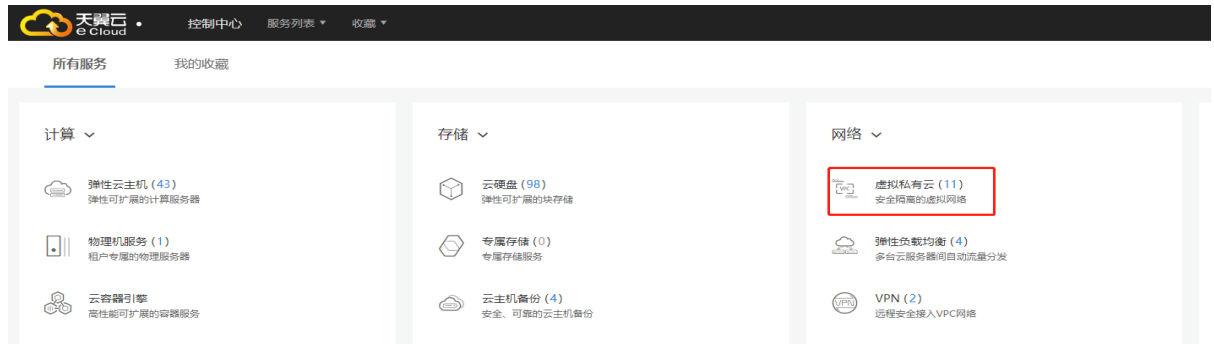 天翼云
e Cloud
控制中心 服务列表 收藏
所有服务 我的收藏
计算
弹性云主机 (43)
弹性可扩展的计算服务器
物理机服务 (1)
租户专属的物理服务器
云容器引擎
高性能可扩展的容器服务
存储
云硬盘 (98)
弹性可扩展的块存储
专属存储 (0)
专属存储服务
云主机备份 (4)
安全、可靠的云主机备份
网络
VPC
虚拟私有云 (11)
安全隔离的虚拟网络
弹性负载均衡 (4)
多台云服务器间自动流量分发
VPN
VPN (2)
远程安全接入VPC网络